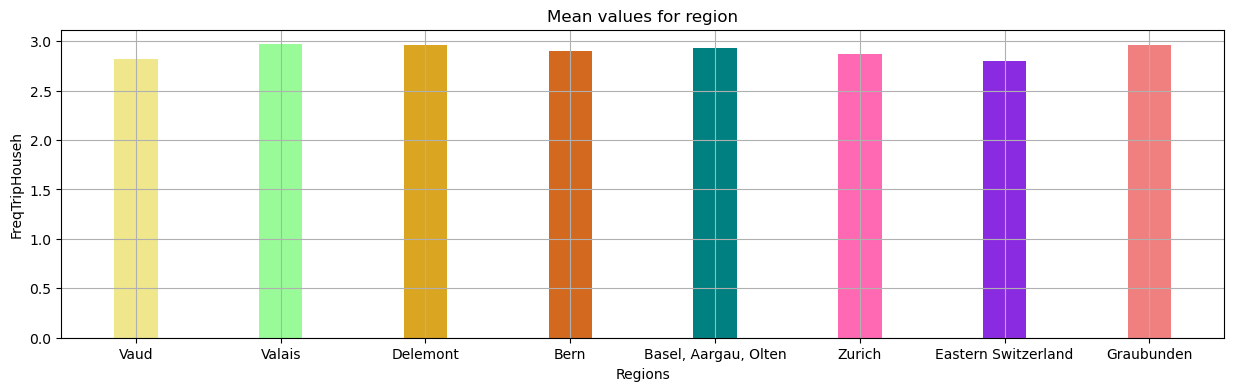 Mean values for region
FreqTripHouseh
3.0
2.5
2.0
1.5
1.0
0.5
0.0
Vaud Valais Delemont Bern Basel, Aargau, Olten Zurich Eastern Switzerland Graubunden
Regions